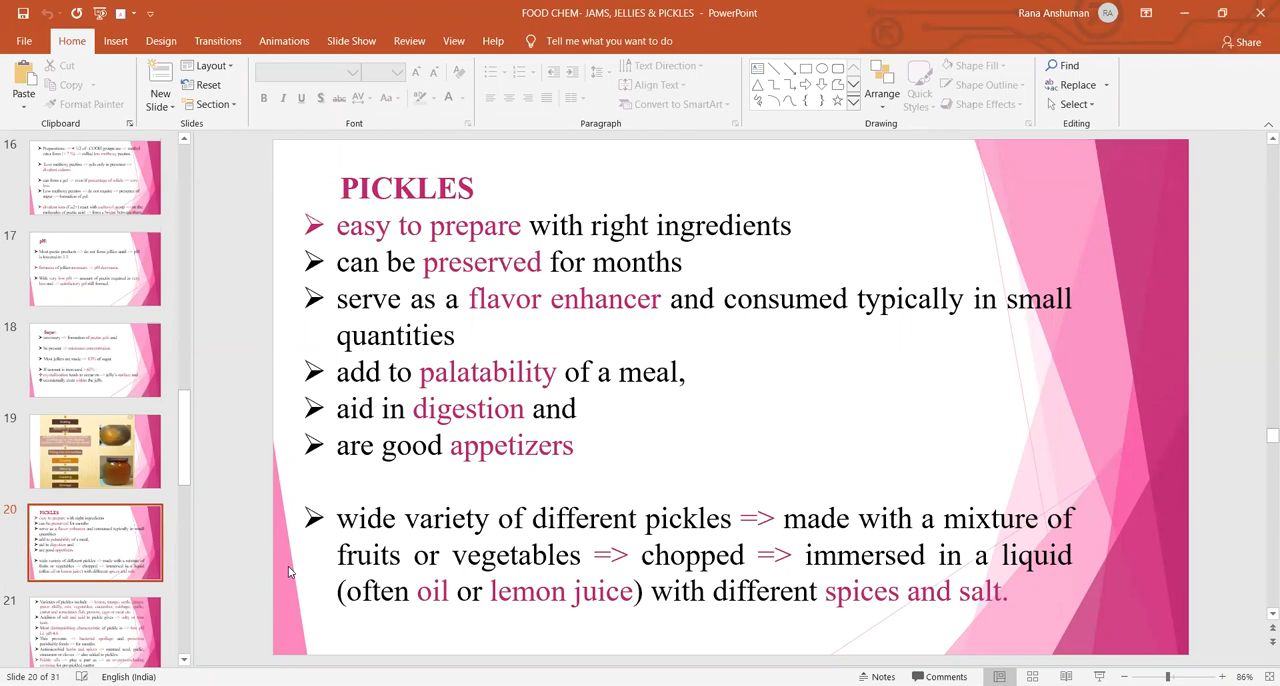 FOOD CHEM- JAMS, JELLIES & PICKLES - PowerPoint
Rana Anshuman RA
File Home Insert Design Transitions Animations Slide Show Review View Help Tell me what you want to do Share
Paste
Cut
Copy
Format Painter
New Slide
Layout
Reset
Section
B I U S abc AV Aa A
Text Direction
Align Text
Convert to SmartArt
Arrange
Quick Styles
Shape Fill
Shape Outline
Shape Effects
Find
Replace
Select
Clipboard Slides Font Paragraph Drawing Editing
16
17
18
19
20
21
PICKLES
easy to prepare with right ingredients
can be preserved for months
serve as a flavor enhancer and consumed typically in small
quantities
add to palatability of a meal,
aid in digestion and
are good appetizers
wide variety of different pickles => made with a mixture of
fruits or vegetables => chopped => immersed in a liquid
(often oil or lemon juice) with different spices and salt.
Slide 20 of 31 English (India) Notes Comments 86%